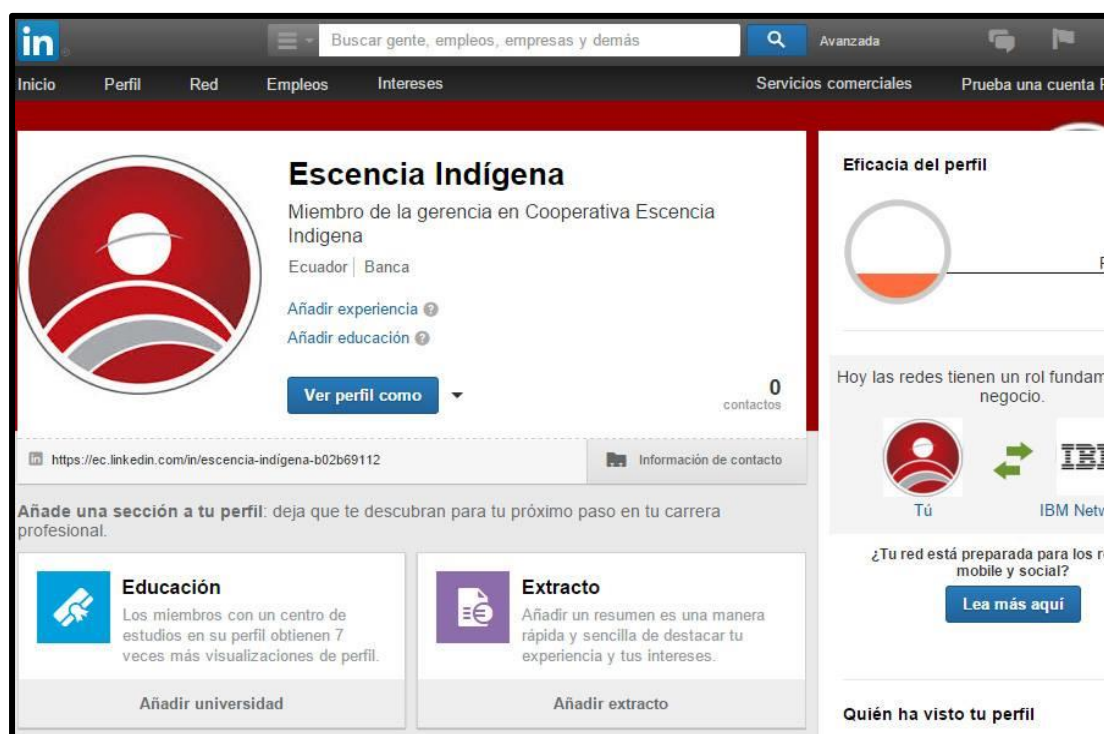 in
Buscar gente, empleos, empresas y demás
Avanzada
Inicio Perfil Red Empleos Intereses Servicios comerciales Prueba una cuenta
Escencia Indígena
Miembro de la gerencia en Cooperativa Escencia
Indigena
Ecuador Banca
Añadir experiencia ?
Añadir educación ?
Ver perfil como
0
contactos
in https://ec.linkedin.com/in/escencia-indígena-b02b69112
Información de contacto
Añade una sección a tu perfil: deja que te descubran para tu próximo paso en tu carrera
profesional.
Educación
Los miembros con un centro de
estudios en su perfil obtienen 7
veces más visualizaciones de perfil.
Añadir universidad
Extracto
Añadir un resumen es una manera
rápida y sencilla de destacar tu
experiencia y tus intereses.
Añadir extracto
Eficacia del perfil
Hoy las redes tienen un rol fundam
negocio.
IBM
Tú IBM Netw
¿Tu red está preparada para los r
mobile y social?
Lea más aquí
Quién ha visto tu perfil